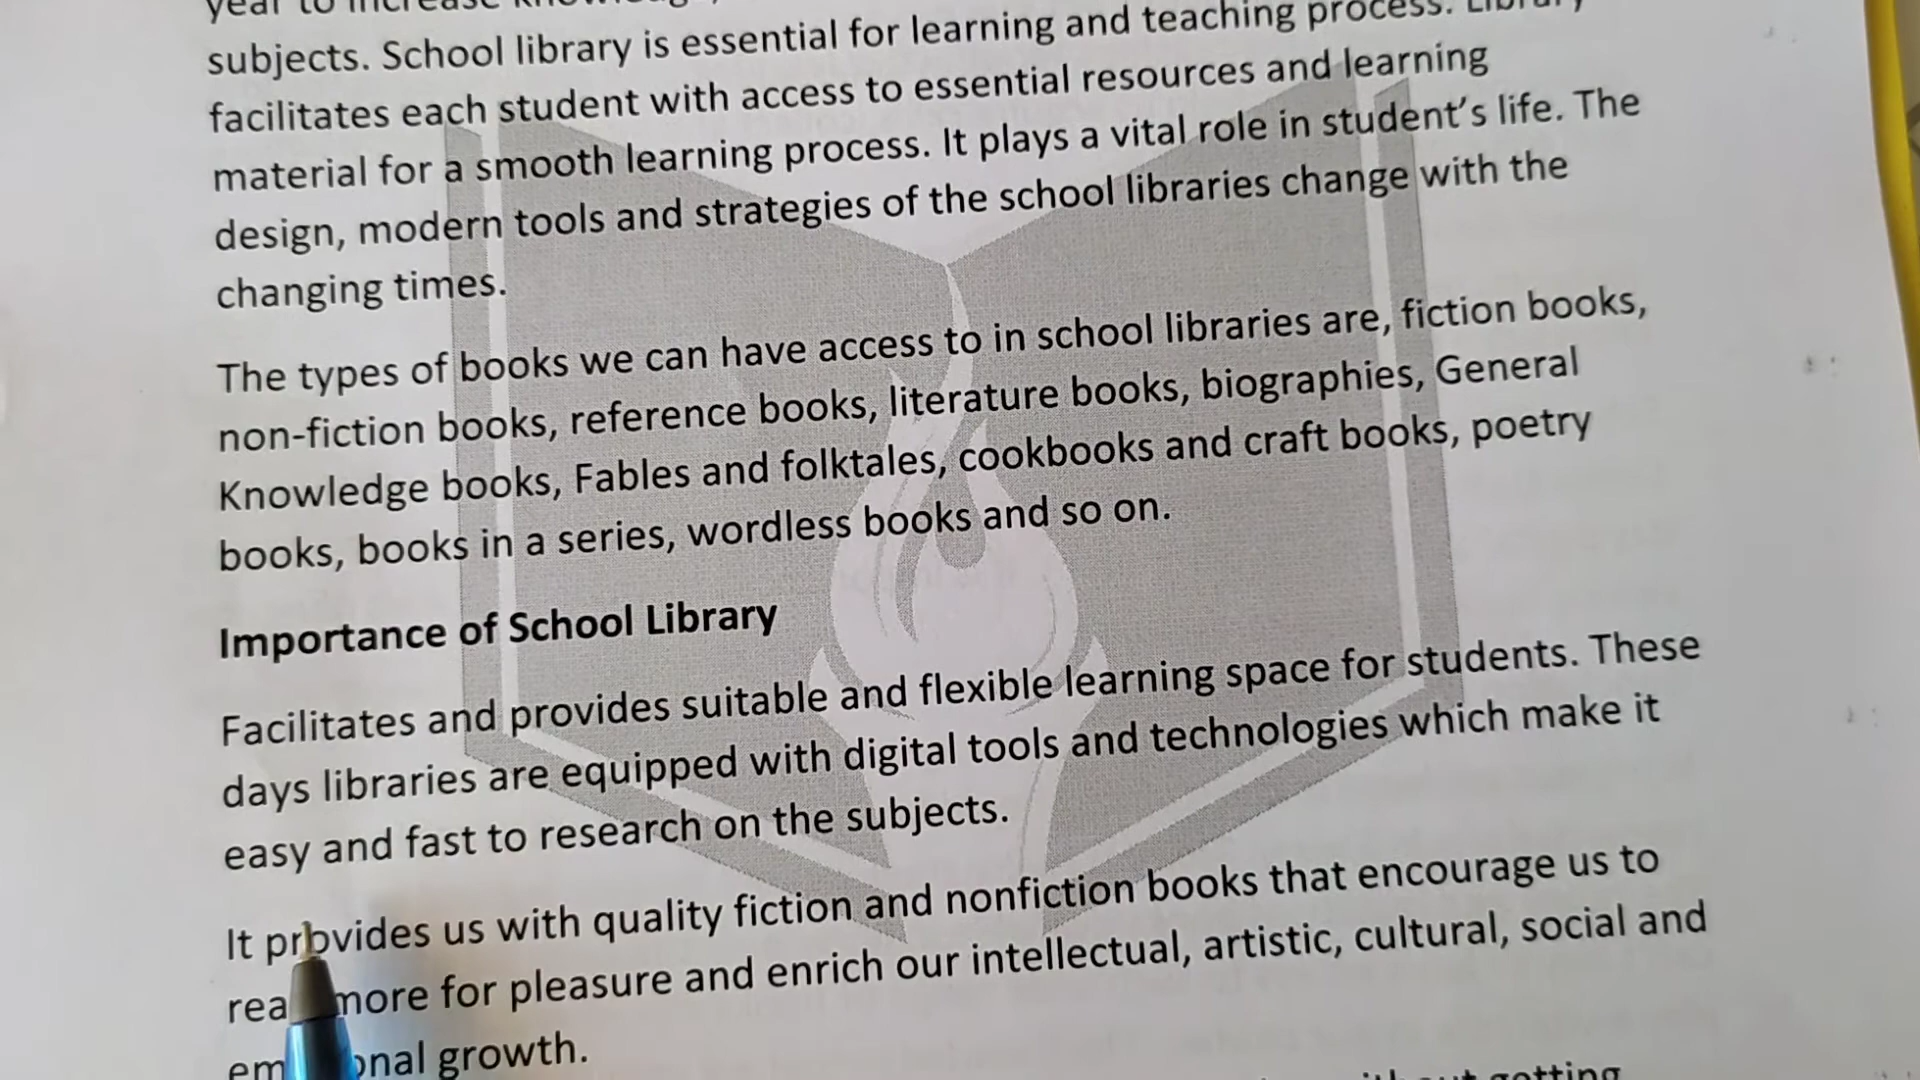 year to increase
subjects. School library is essential for learning and teaching process. Library
facilitates each student with access to essential resources and learning
material for a smooth learning process. It plays a vital role in student's life. The
design, modern tools and strategies of the school libraries change with the
changing times.
The types of books we can have access to in school libraries are, fiction books,
non-fiction books, reference books, literature books, biographies, General
Knowledge books, Fables and folktales, cookbooks and craft books, poetry
books, books in a series, wordless books and so on.
Importance of School Library
Facilitates and provides suitable and flexible learning space for students. These
days libraries are equipped with digital tools and technologies which make it
easy and fast to research on the subjects.
It provides us with quality fiction and nonfiction books that encourage us to
more for pleasure and enrich our intellectual, artistic, cultural, social and
growth.
getting